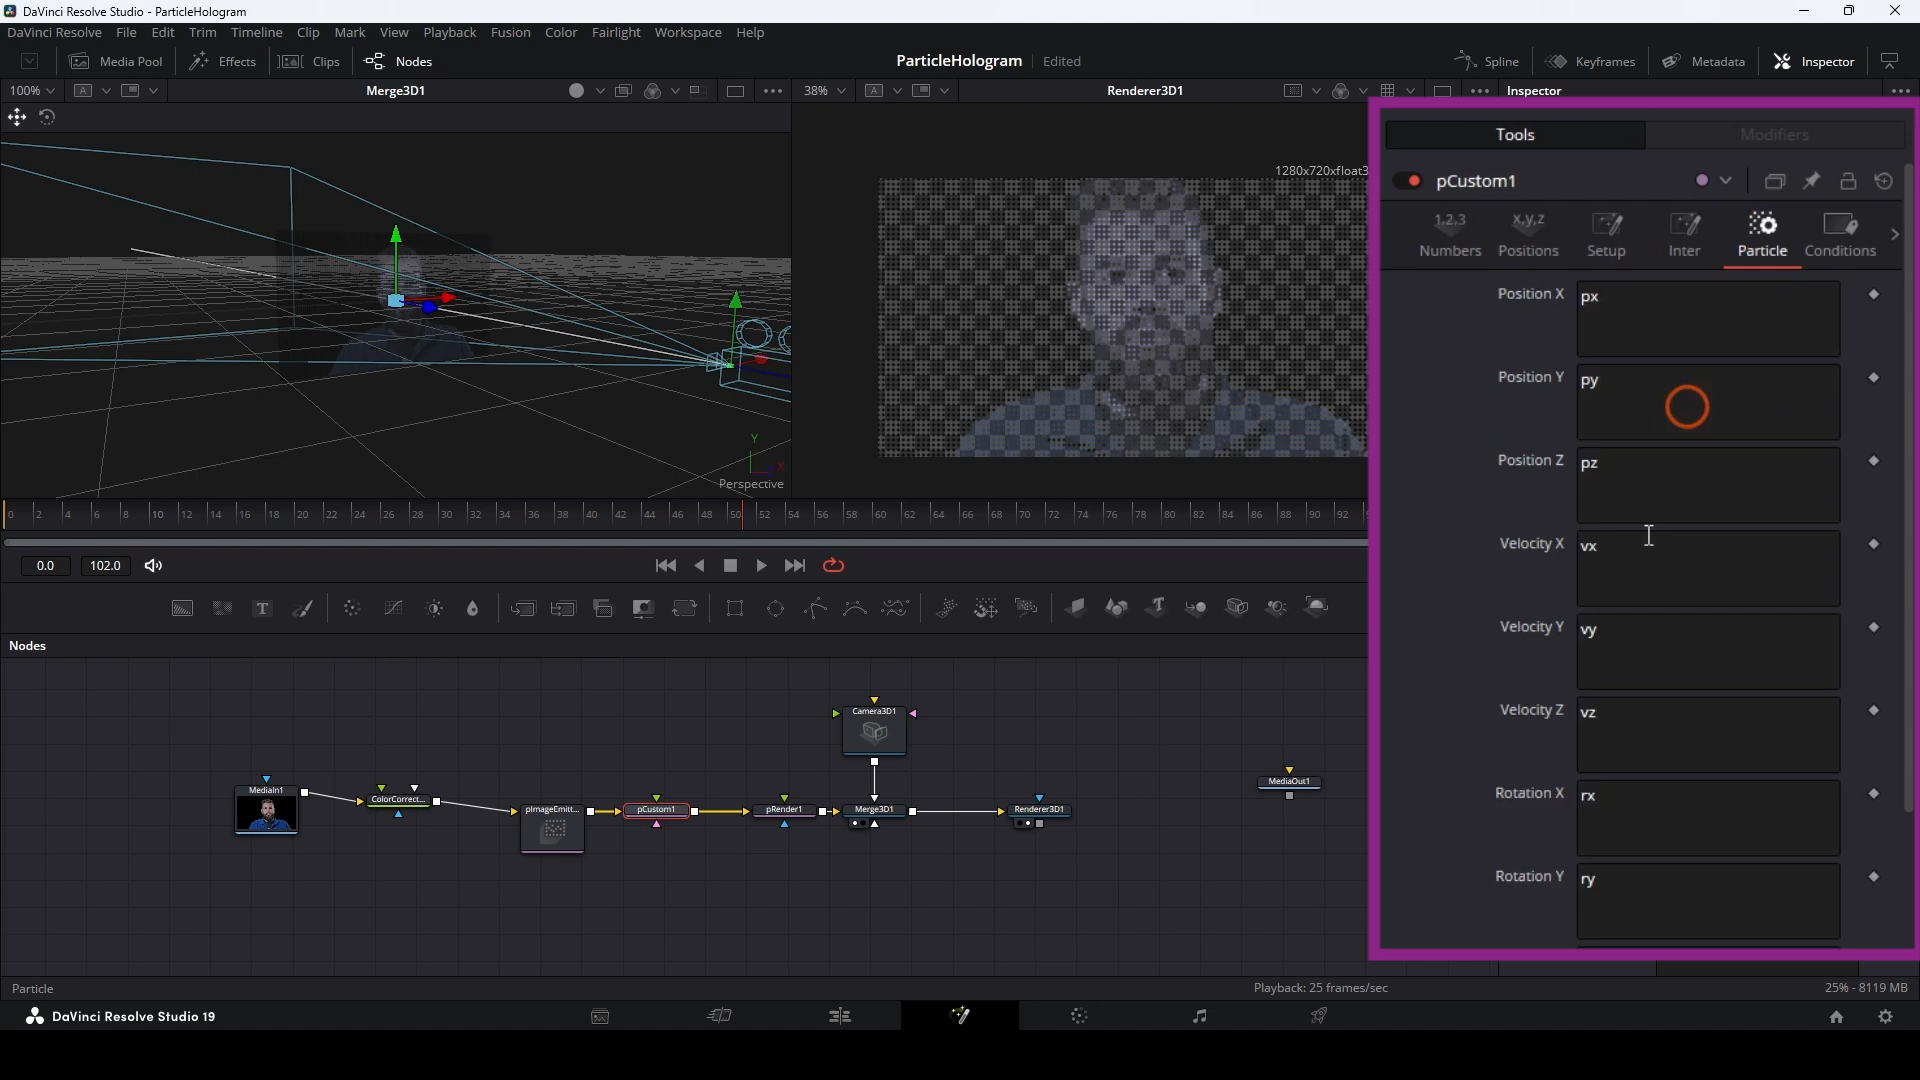 DaVinci Resolve Studio - ParticleHologram
DaVinci Resolve File Edit Trim Timeline Clip Mark View Playback Fusion Color Fairlight Workspace Help
Media Pool Effects Clips Nodes ParticleHologram Edited Spline Keyframes Metadata Inspector
100% A Merge3D1 38% A Renderer3D1 Inspector
1280x720xfloat3
Tools Modifiers
pCustom1
1,2,3 x,y,z
Numbers Positions Setup Inter Particle Conditions
Position X px
Position Y py
Position Z pz
Velocity X vx
Velocity Y vy
Velocity Z vz
Rotation X rx
Rotation Y ry
Y
X
Perspective
0 2 4 6 8 10 12 14 16 18 20 22 24 26 28 30 32 34 36 38 40 42 44 46 48 50 52 54 56 58 60 62 64 66 68 70 72 74 76 78 80 82 84 86 88 90 92
0.0 102.0
T T
Nodes
Camera3D1
MediaIn1 ColorCorrect... pImageEmitt... pCustom1 pRender1 Merge3D1 Renderer3D1 MediaOut1
Particle Playback: 25 frames/sec 25% - 8119 MB
DaVinci Resolve Studio 19